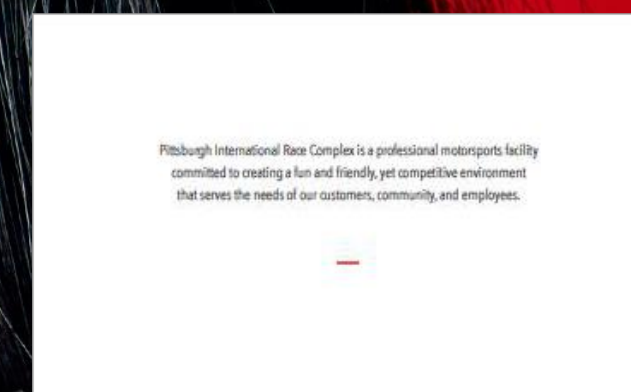 Pittsburgh International Race Complex is a professional motorsports facility
committed to creating a fun and friendly, yet competitive environment
that serves the needs of our customers, community, and employees.